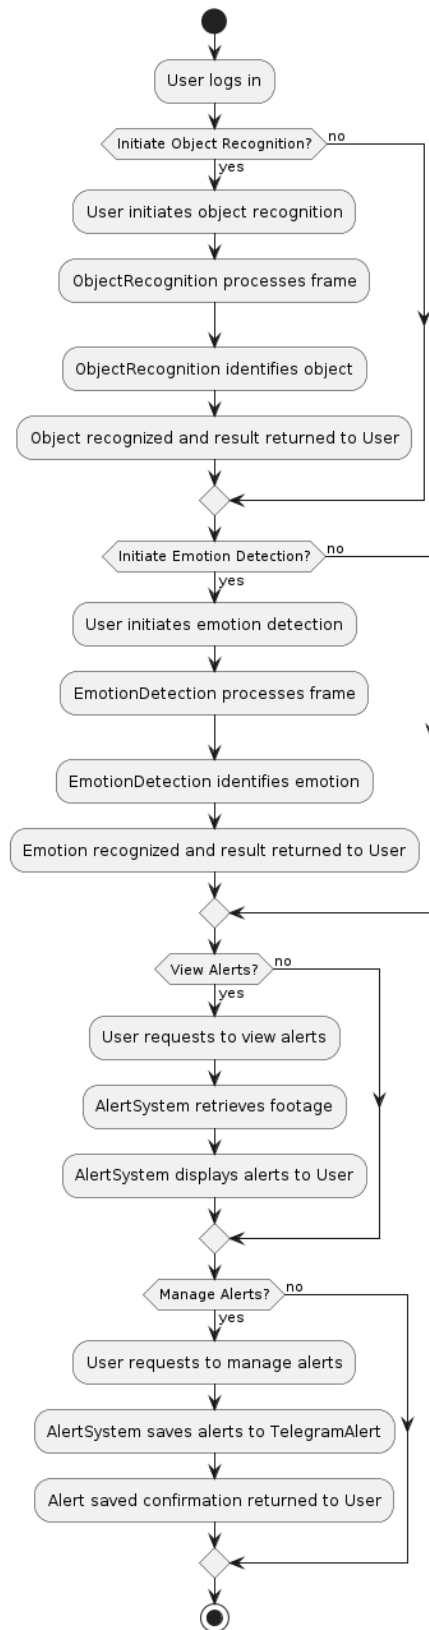 User logs in
Initiate Object Recognition?
no
yes
User initiates object recognition
ObjectRecognition processes frame
ObjectRecognition identifies object
Object recognized and result returned to User
Initiate Emotion Detection?
no
yes
User initiates emotion detection
EmotionDetection processes frame
EmotionDetection identifies emotion
Emotion recognized and result returned to User
View Alerts?
no
yes
User requests to view alerts
AlertSystem retrieves footage
AlertSystem displays alerts to User
Manage Alerts?
no
yes
User requests to manage alerts
AlertSystem saves alerts to TelegramAlert
Alert saved confirmation returned to User